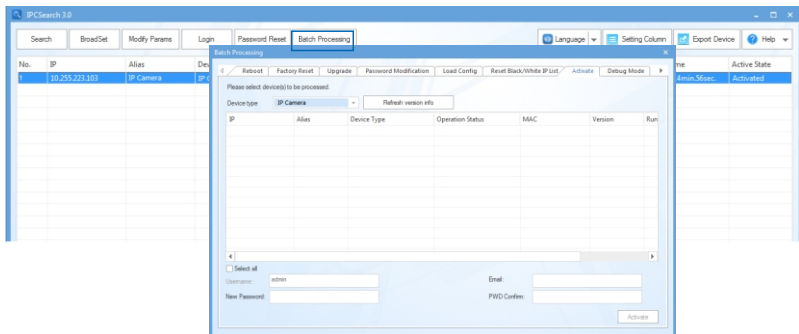 IPCSearch 3.0
Search BroadSet Modify Params Login Password Reset Batch Processing Language Setting Column Export Device Help
No. IP Alias Active State
1 10.255.223.103 IP Camera 4min.56sec. Activated
Batch Processing
Reboot Factory Reset Upgrade Password Modification Load Config Reset Black/White IP List Activate Debug Mode
Please select device(s) to be processed.
Device type IP Camera Refresh version info
IP Alias Device Type Operation Status MAC Version Run
Select all
Username: admin Email:
New Password: PWD Confirm:
Activate